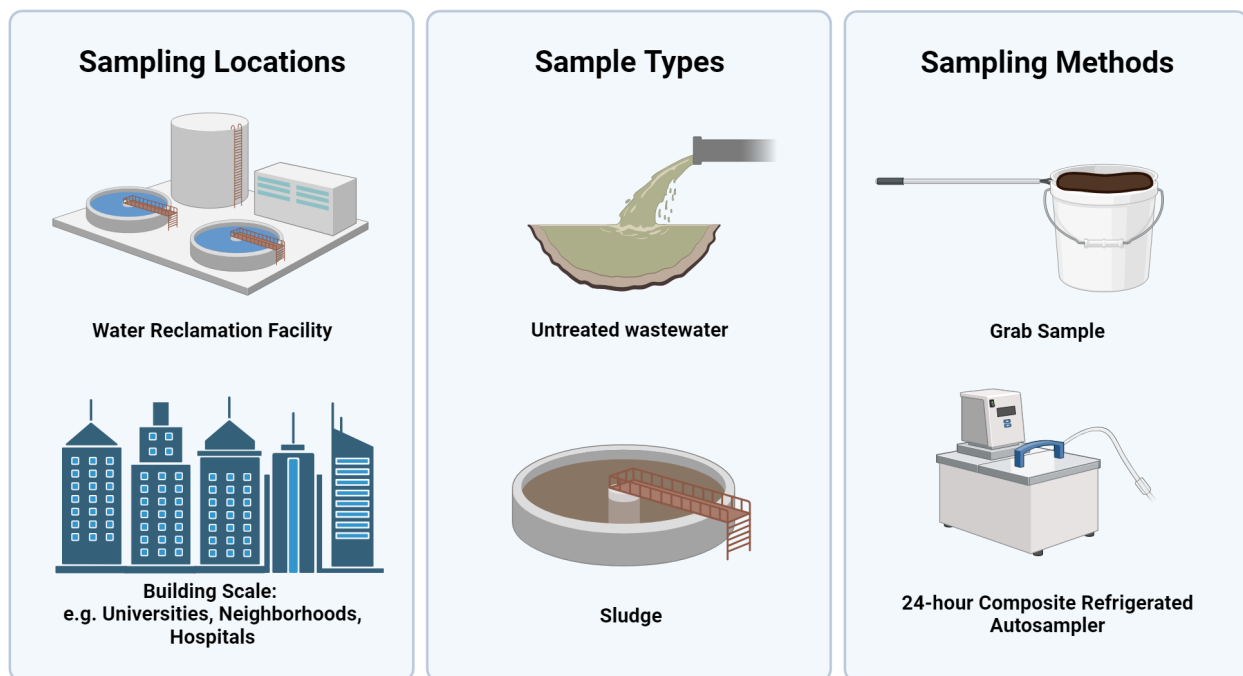 Sampling Locations
Water Reclamation Facility
Building Scale:
e.g. Universities, Neighborhoods,
Hospitals
Sample Types
Untreated wastewater
Sludge
Sampling Methods
Grab Sample
24-hour Composite Refrigerated
Autosampler